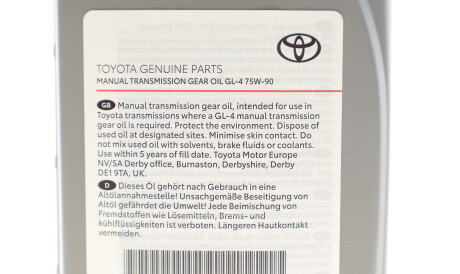 TOYOTA GENUINE PARTS
MANUAL TRANSMISSION GEAR OIL GL-4 75W-90
GB Manual transmission gear oil, intended for use in
Toyota transmissions where a GL-4 manual transmission
gear oil is required. Protect the environment. Dispose of
used oil at designated sites. Minimise skin contact. Do
not mix used oil with solvents, brake fluids or coolants.
Use within 5 years of fill date. Toyota Motor Europe
NV/SA Derby office, Burnaston, Derbyshire, Derby
DE1 9TA, UK.
D Dieses Öl gehört nach Gebrauch in eine
Altölannahmestelle! Unsachgemäße Beseitigung von
Altöl gefährdet die Umwelt! Jede Beimischung von
Fremdstoffen wie Lösemitteln, Brems- und
kühlflüssigkeiten ist verboten. Längeren Hautkontakt
vermeiden.